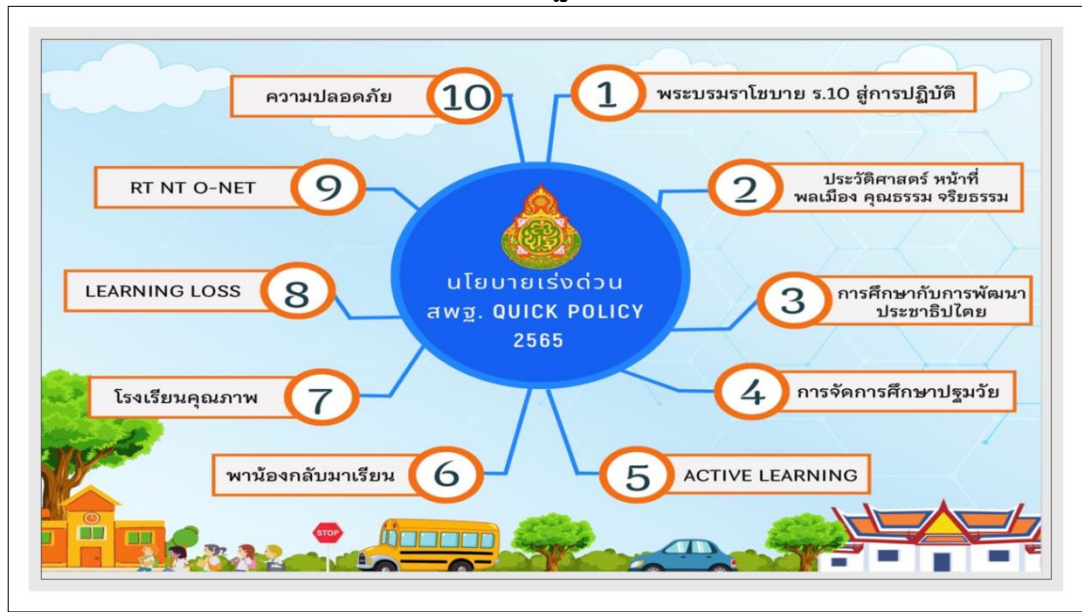 นโยบายเร่งด่วน
สพฐ. QUICK POLICY
2565
1
พระบรมราโชบาย ร.10 สู่การปฏิบัติ
2
ประวัติศาสตร์ หน้าที่
พลเมือง คุณธรรม จริยธรรม
3
การศึกษากับการพัฒนา
ประชาธิปไตย
4
การจัดการศึกษาปฐมวัย
5
ACTIVE LEARNING
6
พาน้องกลับมาเรียน
7
โรงเรียนคุณภาพ
8
LEARNING LOSS
9
RT NT O-NET
10
ความปลอดภัย
STOP